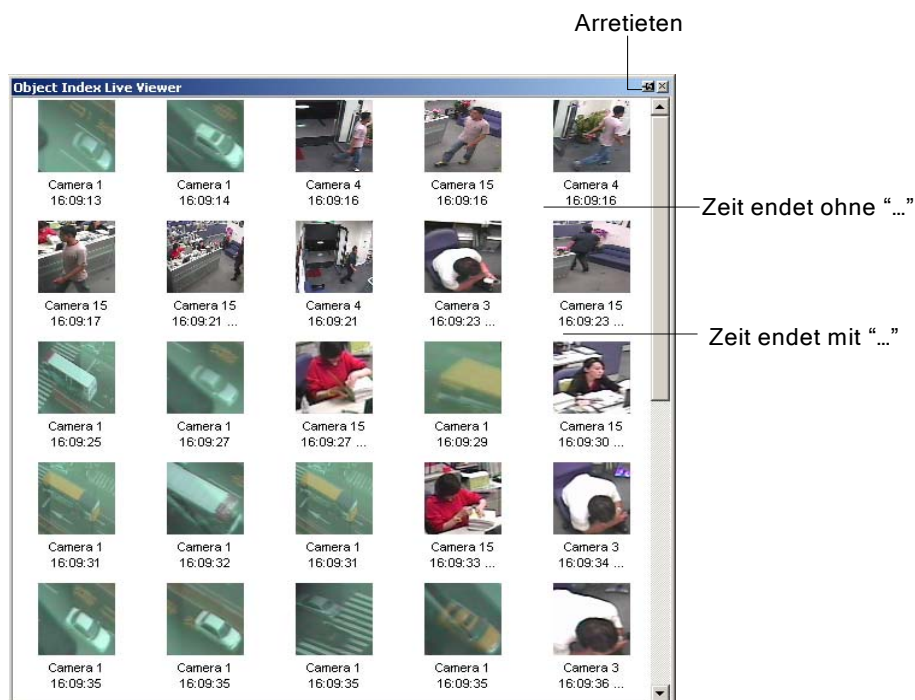 Arretieten
Object Index Live Viewer
Camera 1 Camera 1 Camera 4 Camera 15 Camera 4
16:09:13 16:09:14 16:09:16 16:09:16 16:09:16
Zeit endet ohne “…”
Camera 15 Camera 15 Camera 4 Camera 3 Camera 15
16:09:17 16:09:21 ... 16:09:21 16:09:23 ... 16:09:23 ...
Zeit endet mit “…”
Camera 1 Camera 1 Camera 15 Camera 1 Camera 15
16:09:25 16:09:27 16:09:27 ... 16:09:29 16:09:30 ...
Camera 1 Camera 1 Camera 1 Camera 15 Camera 3
16:09:31 16:09:32 16:09:31 16:09:33 ... 16:09:34 ...
Camera 1 Camera 1 Camera 1 Camera 1 Camera 3
16:09:35 16:09:35 16:09:35 16:09:35 16:09:36 ...